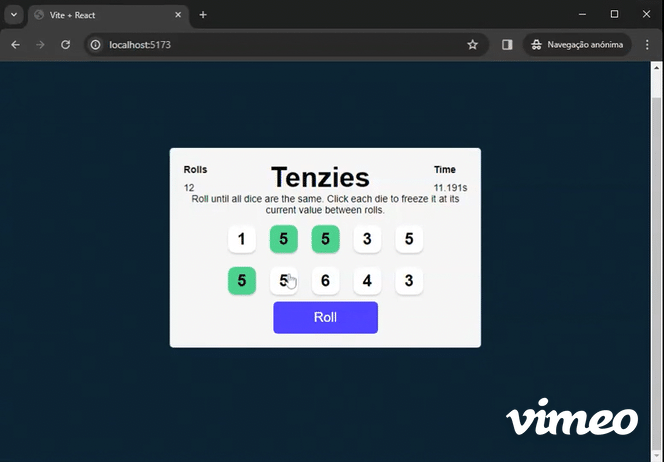 Vite + React
localhost:5173
Navegação anónima
Rolls
Tenzies
Time
12
11.191s
Roll until all dice are the same. Click each die to freeze it at its
current value between rolls.
1 5 5 3 5
5 5 6 4 3
Roll
vimeo